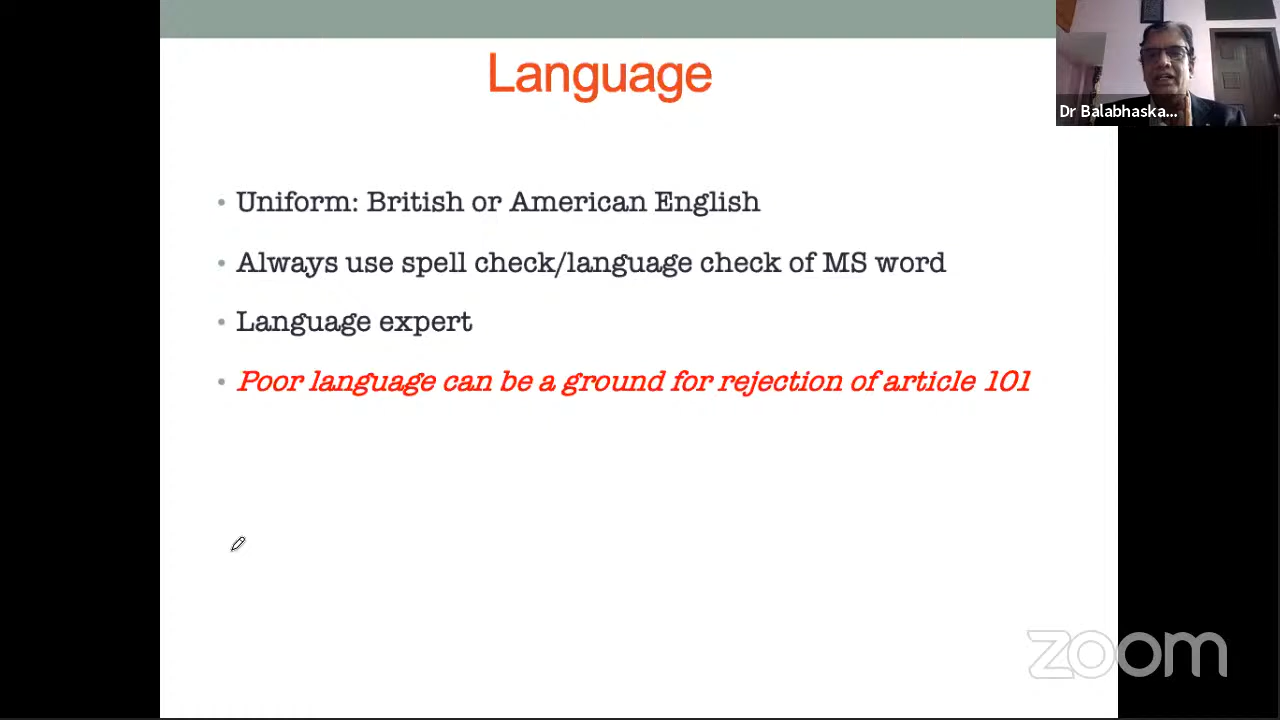 Language
Dr Balabhaska...
• Uniform: British or American English
• Always use spell check/language check of MS word
• Language expert
• Poor language can be a ground for rejection of article 101
zoom